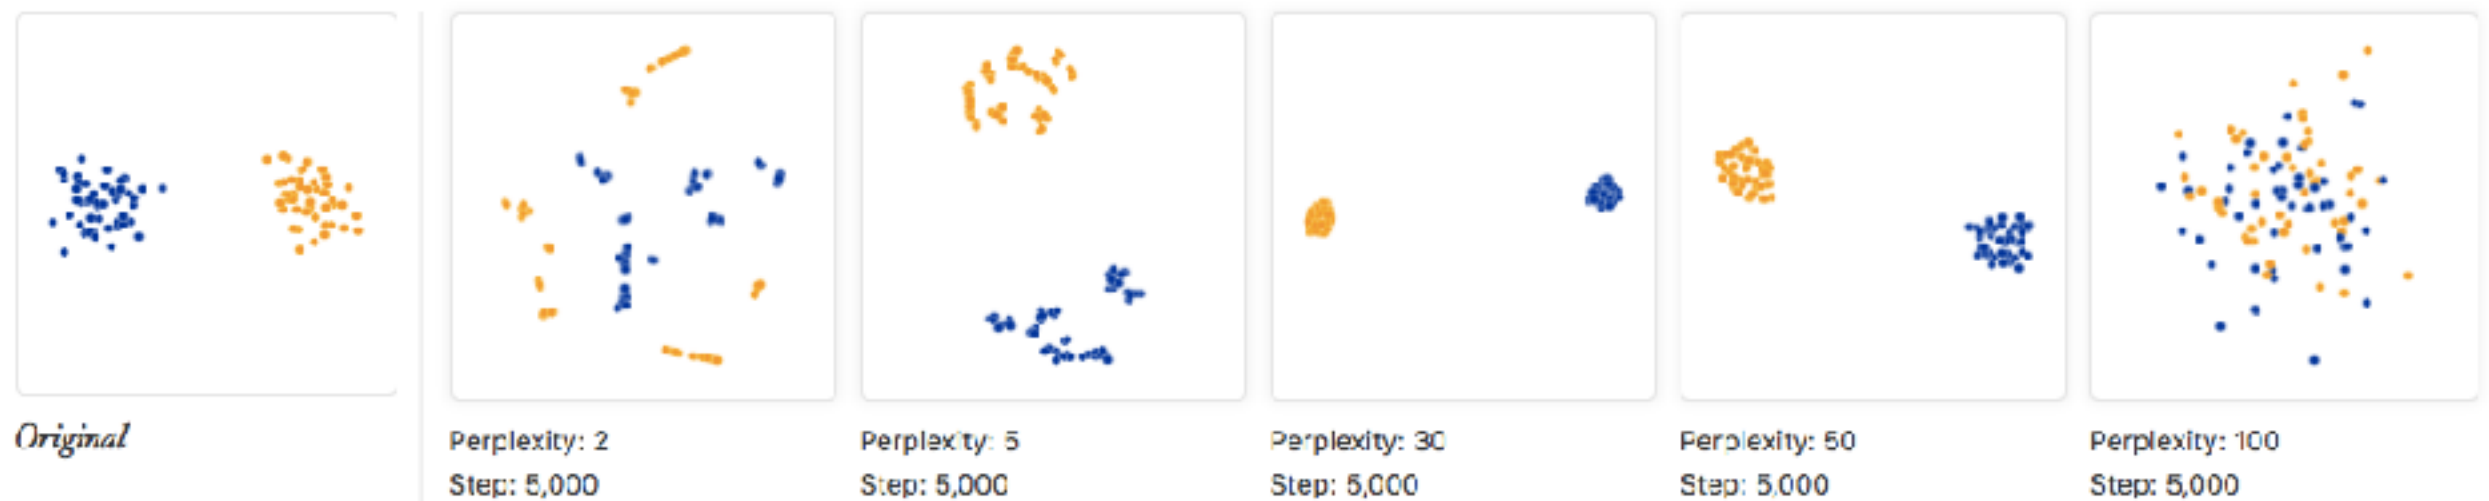 Original
Perplexity: 2
Step: 5,000
Perplexity: 5
Step: 5,000
Perplexity: 30
Step: 5,000
Perplexity: 50
Step: 5,000
Perplexity: 100
Step: 5,000